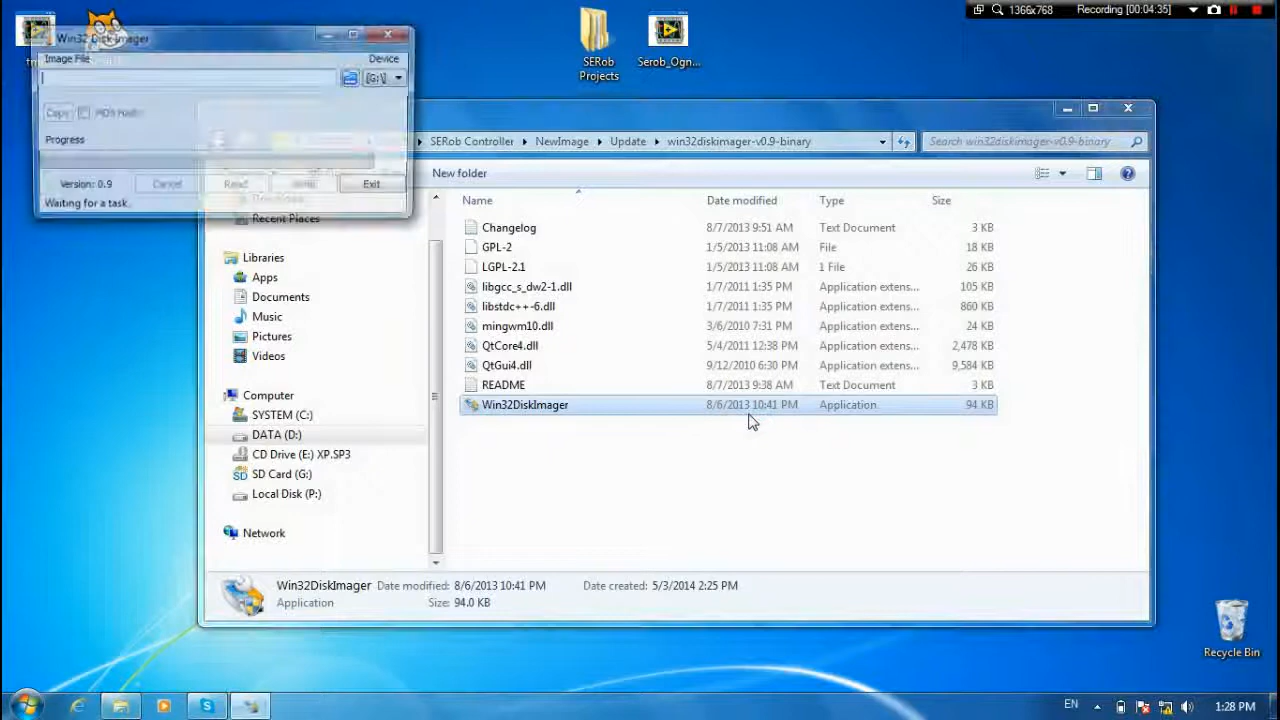 1366x768 Recording [00:04:35]
SERob
Projects
Serob_Ogn...
Win32 Disk Imager
Image File Device
[G:\]
Copy MD5 Hash:
Progress
Version: 0.9 Cancel Read Write Exit
Waiting for a task.
SERob Controller NewImage Update win32diskimager-v0.9-binary Search win32diskimager-v0.9-binary
New folder
Name Date modified Type Size
Recent Places
Libraries
Apps
Documents
Music
Pictures
Videos
Computer
SYSTEM (C:)
DATA (D:)
CD Drive (E:) XP.SP3
SD Card (G:)
Local Disk (P:)
Network
Changelog 8/7/2013 9:51 AM Text Document 3 KB
GPL-2 1/5/2013 11:08 AM File 18 KB
LGPL-2.1 1/5/2013 11:08 AM 1 File 26 KB
libgcc_s_dw2-1.dll 1/7/2011 1:35 PM Application extens... 105 KB
libstdc++-6.dll 1/7/2011 1:35 PM Application extens... 860 KB
mingwm10.dll 3/6/2010 7:31 PM Application extens... 24 KB
QtCore4.dll 5/4/2011 12:38 PM Application extens... 2,478 KB
QtGui4.dll 9/12/2010 6:30 PM Application extens... 9,584 KB
README 8/7/2013 9:38 AM Text Document 3 KB
Win32DiskImager 8/6/2013 10:41 PM Application 94 KB
Win32DiskImager Date modified: 8/6/2013 10:41 PM Date created: 5/3/2014 2:25 PM
Application Size: 94.0 KB
Recycle Bin
EN 1:28 PM